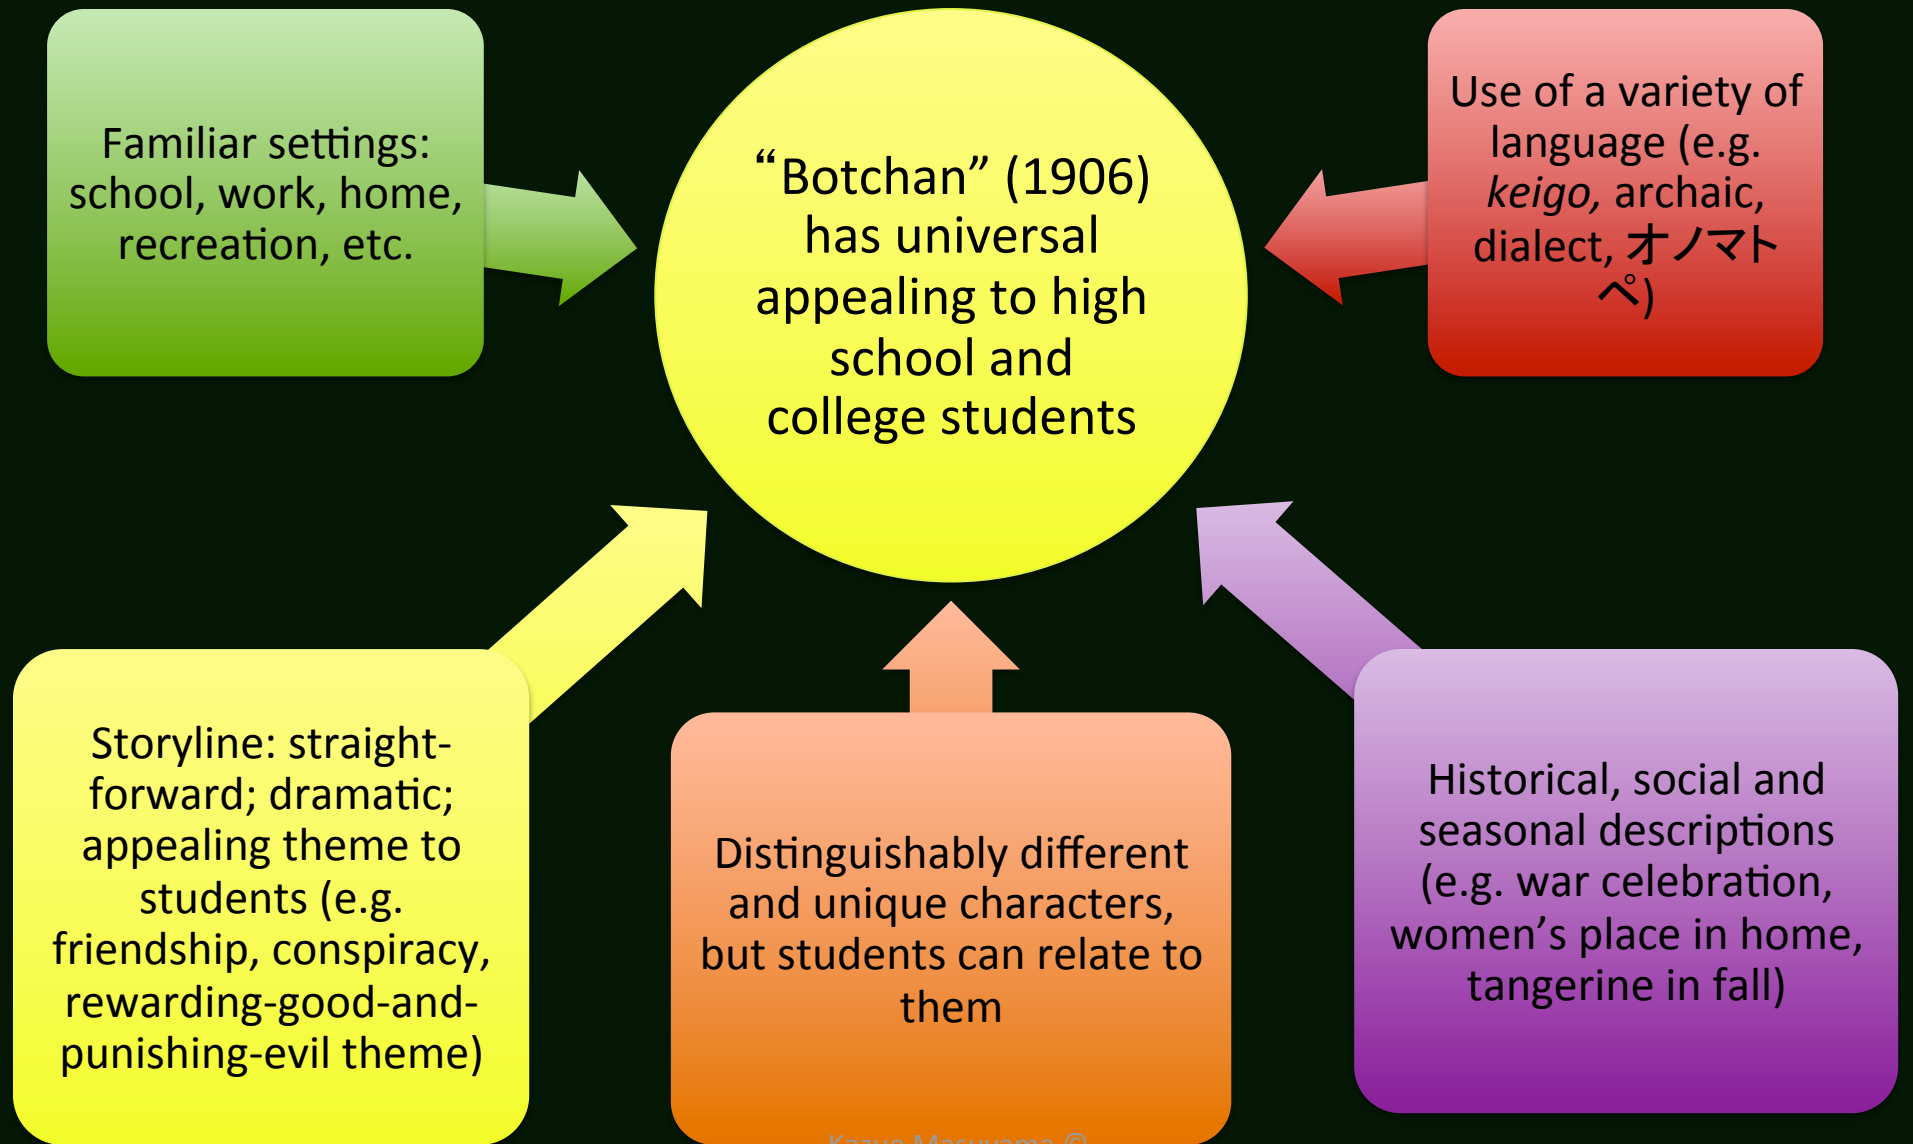 Familiar settings:
school, work, home,
recreation, etc.
“Botchan” (1906)
has universal
appealing to high
school and
college students
Use of a variety of
language (e.g.
keigo, archaic,
dialect, オノマト
ペ)
Storyline: straight-
forward; dramatic;
appealing theme to
students (e.g.
friendship, conspiracy,
rewarding-good-and-
punishing-evil theme)
Distinguishably different
and unique characters,
but students can relate to
them
Historical, social and
seasonal descriptions
(e.g. war celebration,
women’s place in home,
tangerine in fall)
Kazue Masuyama ©